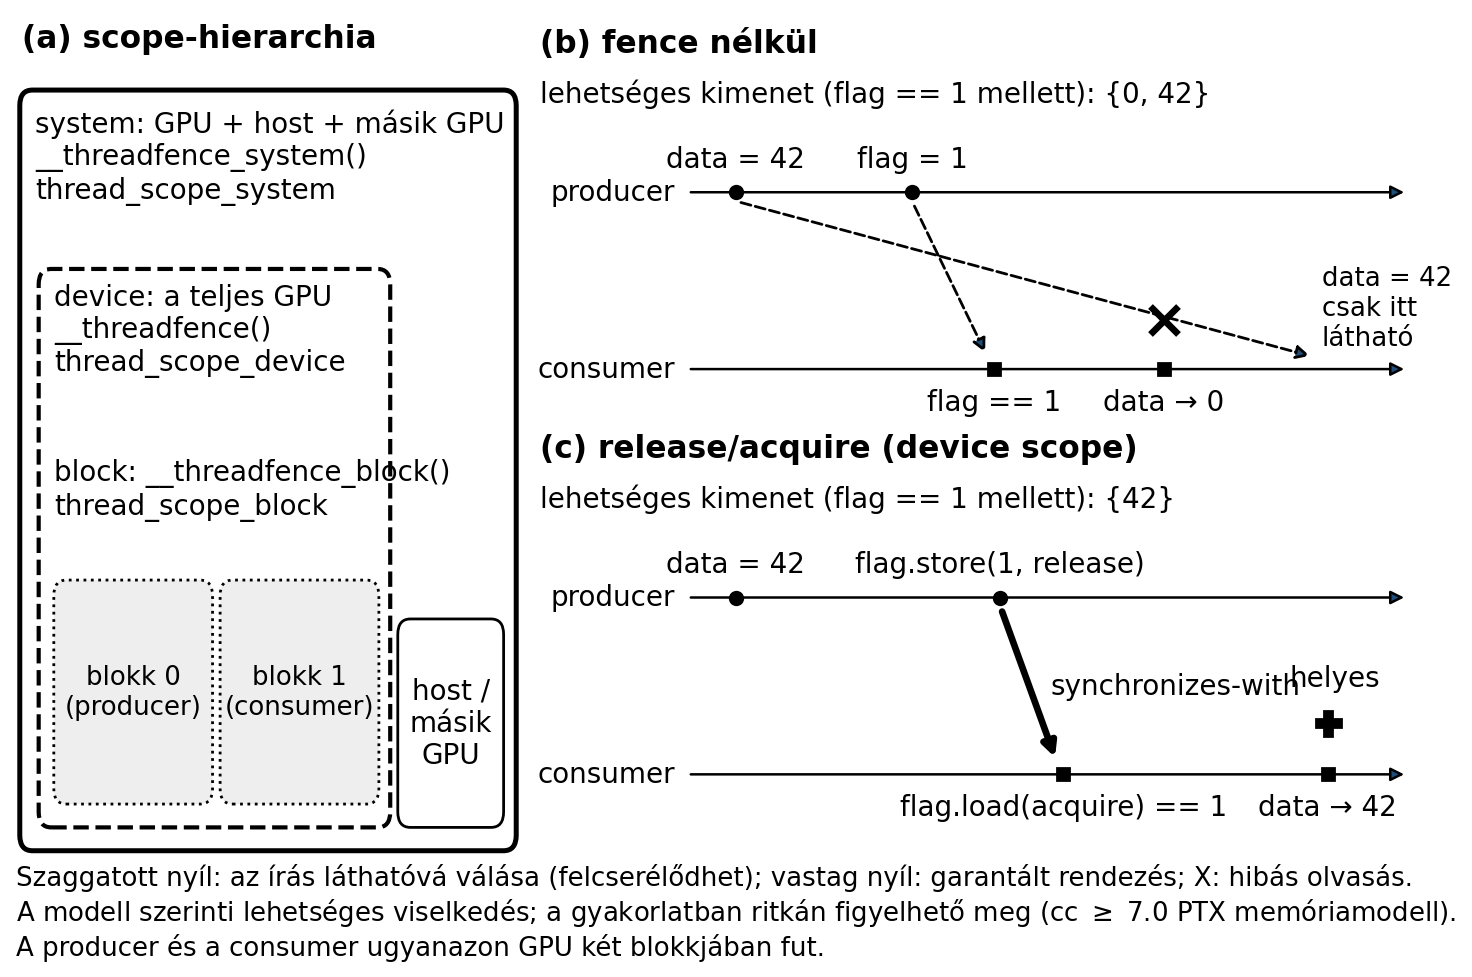 (a) scope-hierarchia
system: GPU + host + másik GPU
__threadfence_system()
thread_scope_system
device: a teljes GPU
__threadfence()
thread_scope_device
block: __threadfence_block()
thread_scope_block
blokk 0
(producer)
blokk 1
(consumer)
host /
másik
GPU
(b) fence nélkül
lehetséges kimenet (flag == 1 mellett): {0, 42}
data = 42
flag = 1
producer
data = 42
csak itt
látható
consumer
flag == 1
data → 0
(c) release/acquire (device scope)
lehetséges kimenet (flag == 1 mellett): {42}
data = 42
flag.store(1, release)
producer
synchronizes-with
helyes
consumer
flag.load(acquire) == 1
data → 42
Szaggatott nyíl: az írás láthatóvá válása (felcserélődhet); vastag nyíl: garantált rendezés; X: hibás olvasás.
A modell szerinti lehetséges viselkedés; a gyakorlatban ritkán figyelhető meg (cc ≥ 7.0 PTX memóriamodell).
A producer és a consumer ugyanazon GPU két blokkjában fut.